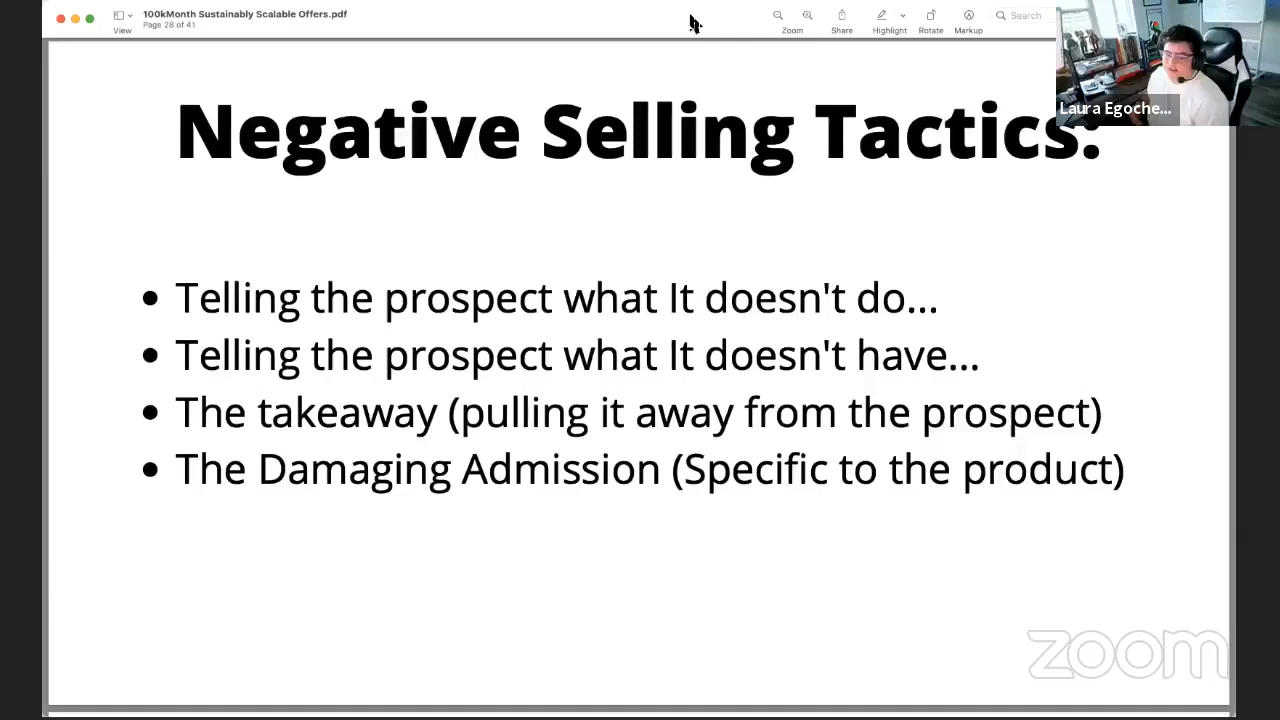 100kMonth Sustainably Scalable Offers.pdf
Page 28 of 41
View
Zoom
Share
Highlight
Rotate
Markup
Search
Laura Egoche...
Negative Selling Tactics:
• Telling the prospect what It doesn't do...
• Telling the prospect what It doesn't have...
• The takeaway (pulling it away from the prospect)
• The Damaging Admission (Specific to the product)
zoom